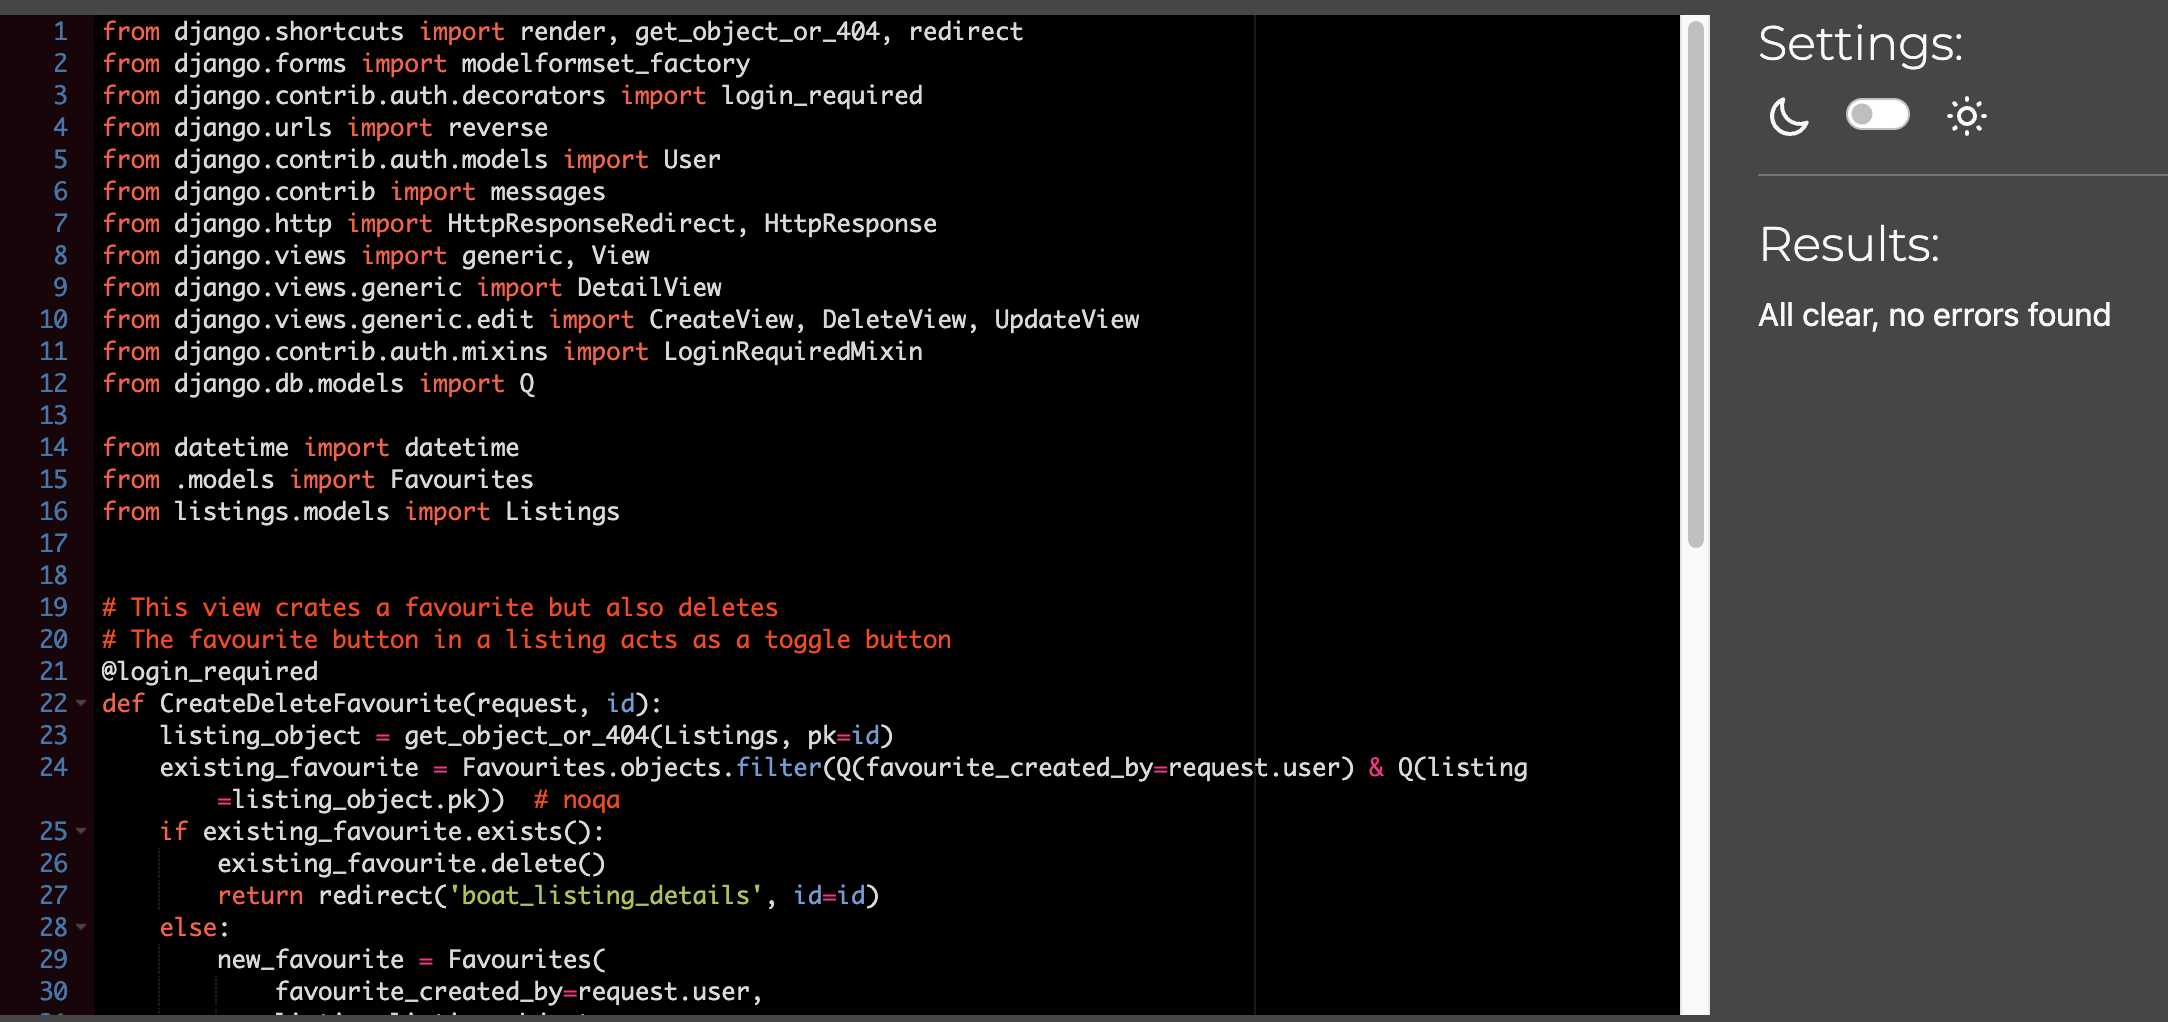 1 from django.shortcuts import render, get_object_or_404, redirect
2 from django.forms import modelformset_factory
3 from django.contrib.auth.decorators import login_required
4 from django.urls import reverse
5 from django.contrib.auth.models import User
6 from django.contrib import messages
7 from django.http import HttpResponseRedirect, HttpResponse
8 from django.views import generic, View
9 from django.views.generic import DetailView
10 from django.views.generic.edit import CreateView, DeleteView, UpdateView
11 from django.contrib.auth.mixins import LoginRequiredMixin
12 from django.db.models import Q
13
14 from datetime import datetime
15 from .models import Favourites
16 from listings.models import Listings
17
18
19 # This view crates a favourite but also deletes
20 # The favourite button in a listing acts as a toggle button
21 @login_required
22 def CreateDeleteFavourite(request, id):
23     listing_object = get_object_or_404(Listings, pk=id)
24     existing_favourite = Favourites.objects.filter(Q(favourite_created_by=request.user) & Q(listing
=listing_object.pk))  # noqa
25     if existing_favourite.exists():
26         existing_favourite.delete()
27         return redirect('boat_listing_details', id=id)
28     else:
29         new_favourite = Favourites(
30             favourite_created_by=request.user,
Settings:
Results:
All clear, no errors found